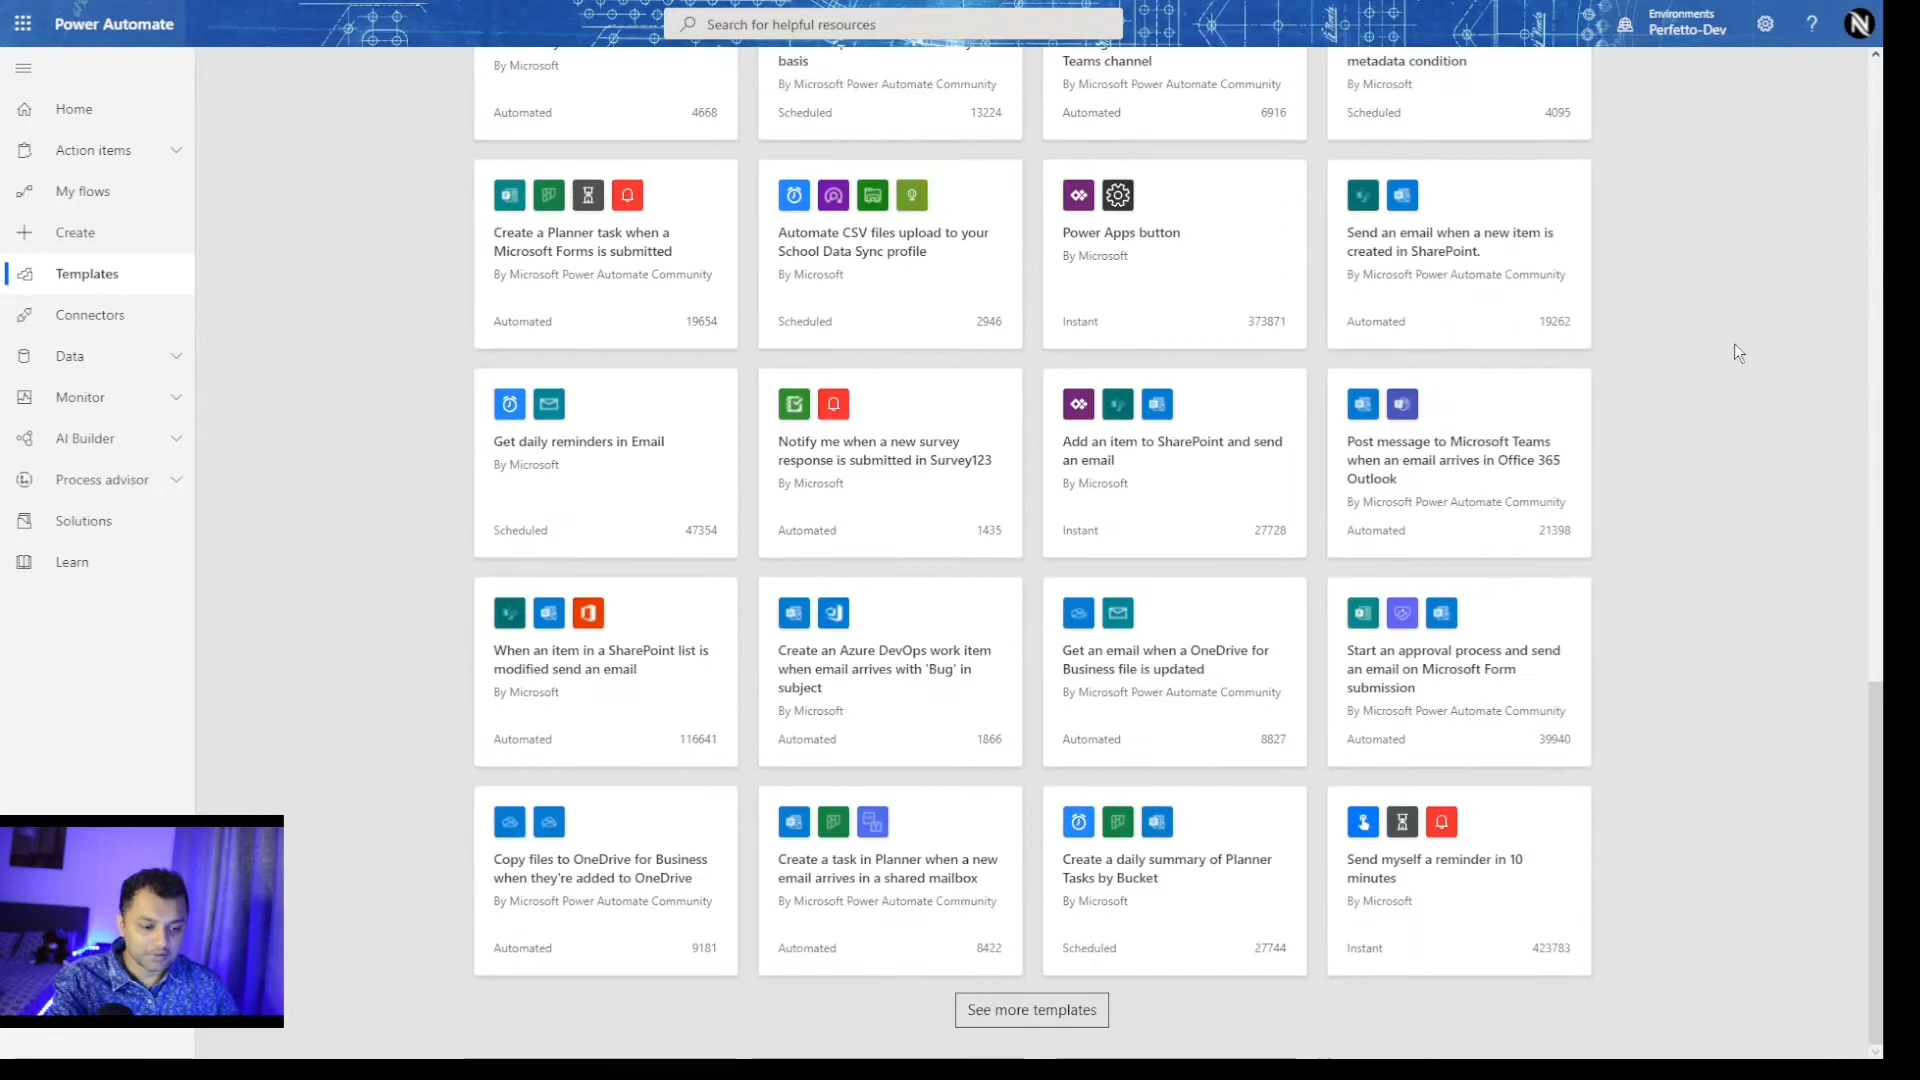 Power Automate
Search for helpful resources
Environments
Perfetto-Dev
?
Home
Action items
My flows
Create
Templates
Connectors
Data
Monitor
AI Builder
Process advisor
Solutions
Learn
By Microsoft
Automated 4668
basis
By Microsoft Power Automate Community
Scheduled 13224
Teams channel
By Microsoft Power Automate Community
Automated 6916
metadata condition
By Microsoft
Scheduled 4095
Create a Planner task when a
Microsoft Forms is submitted
By Microsoft Power Automate Community
Automated 19654
Automate CSV files upload to your
School Data Sync profile
By Microsoft
Scheduled 2946
Power Apps button
By Microsoft
Instant 373871
Send an email when a new item is
created in SharePoint.
By Microsoft Power Automate Community
Automated 19262
Get daily reminders in Email
By Microsoft
Scheduled 47354
Notify me when a new survey
response is submitted in Survey123
By Microsoft
Automated 1435
Add an item to SharePoint and send
an email
By Microsoft
Instant 27728
Post message to Microsoft Teams
when an email arrives in Office 365
Outlook
By Microsoft Power Automate Community
Automated 21398
When an item in a SharePoint list is
modified send an email
By Microsoft
Automated 116641
Create an Azure DevOps work item
when email arrives with 'Bug' in
subject
By Microsoft
Automated 1866
Get an email when a OneDrive for
Business file is updated
By Microsoft Power Automate Community
Automated 8827
Start an approval process and send
an email on Microsoft Form
submission
By Microsoft Power Automate Community
Automated 39940
Copy files to OneDrive for Business
when they're added to OneDrive
By Microsoft Power Automate Community
Automated 9181
Create a task in Planner when a new
email arrives in a shared mailbox
By Microsoft Power Automate Community
Automated 8422
Create a daily summary of Planner
Tasks by Bucket
By Microsoft
Scheduled 27744
Send myself a reminder in 10
minutes
By Microsoft
Instant 423783
See more templates